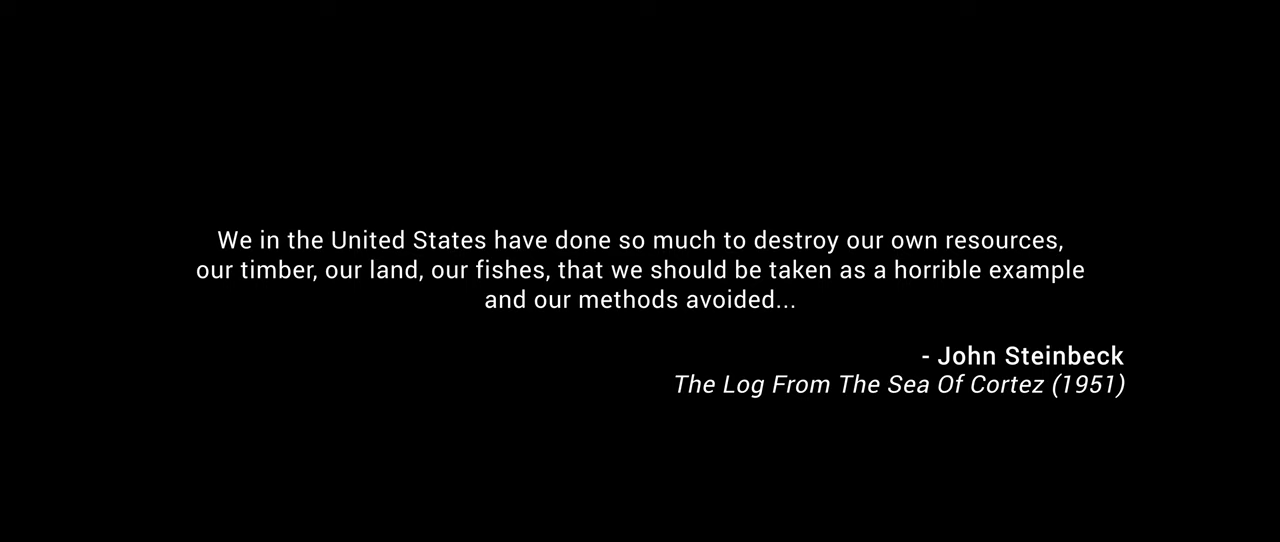 We in the United States have done so much to destroy our own resources,
our timber, our land, our fishes, that we should be taken as a horrible example
and our methods avoided...
- John Steinbeck
The Log From The Sea Of Cortez (1951)